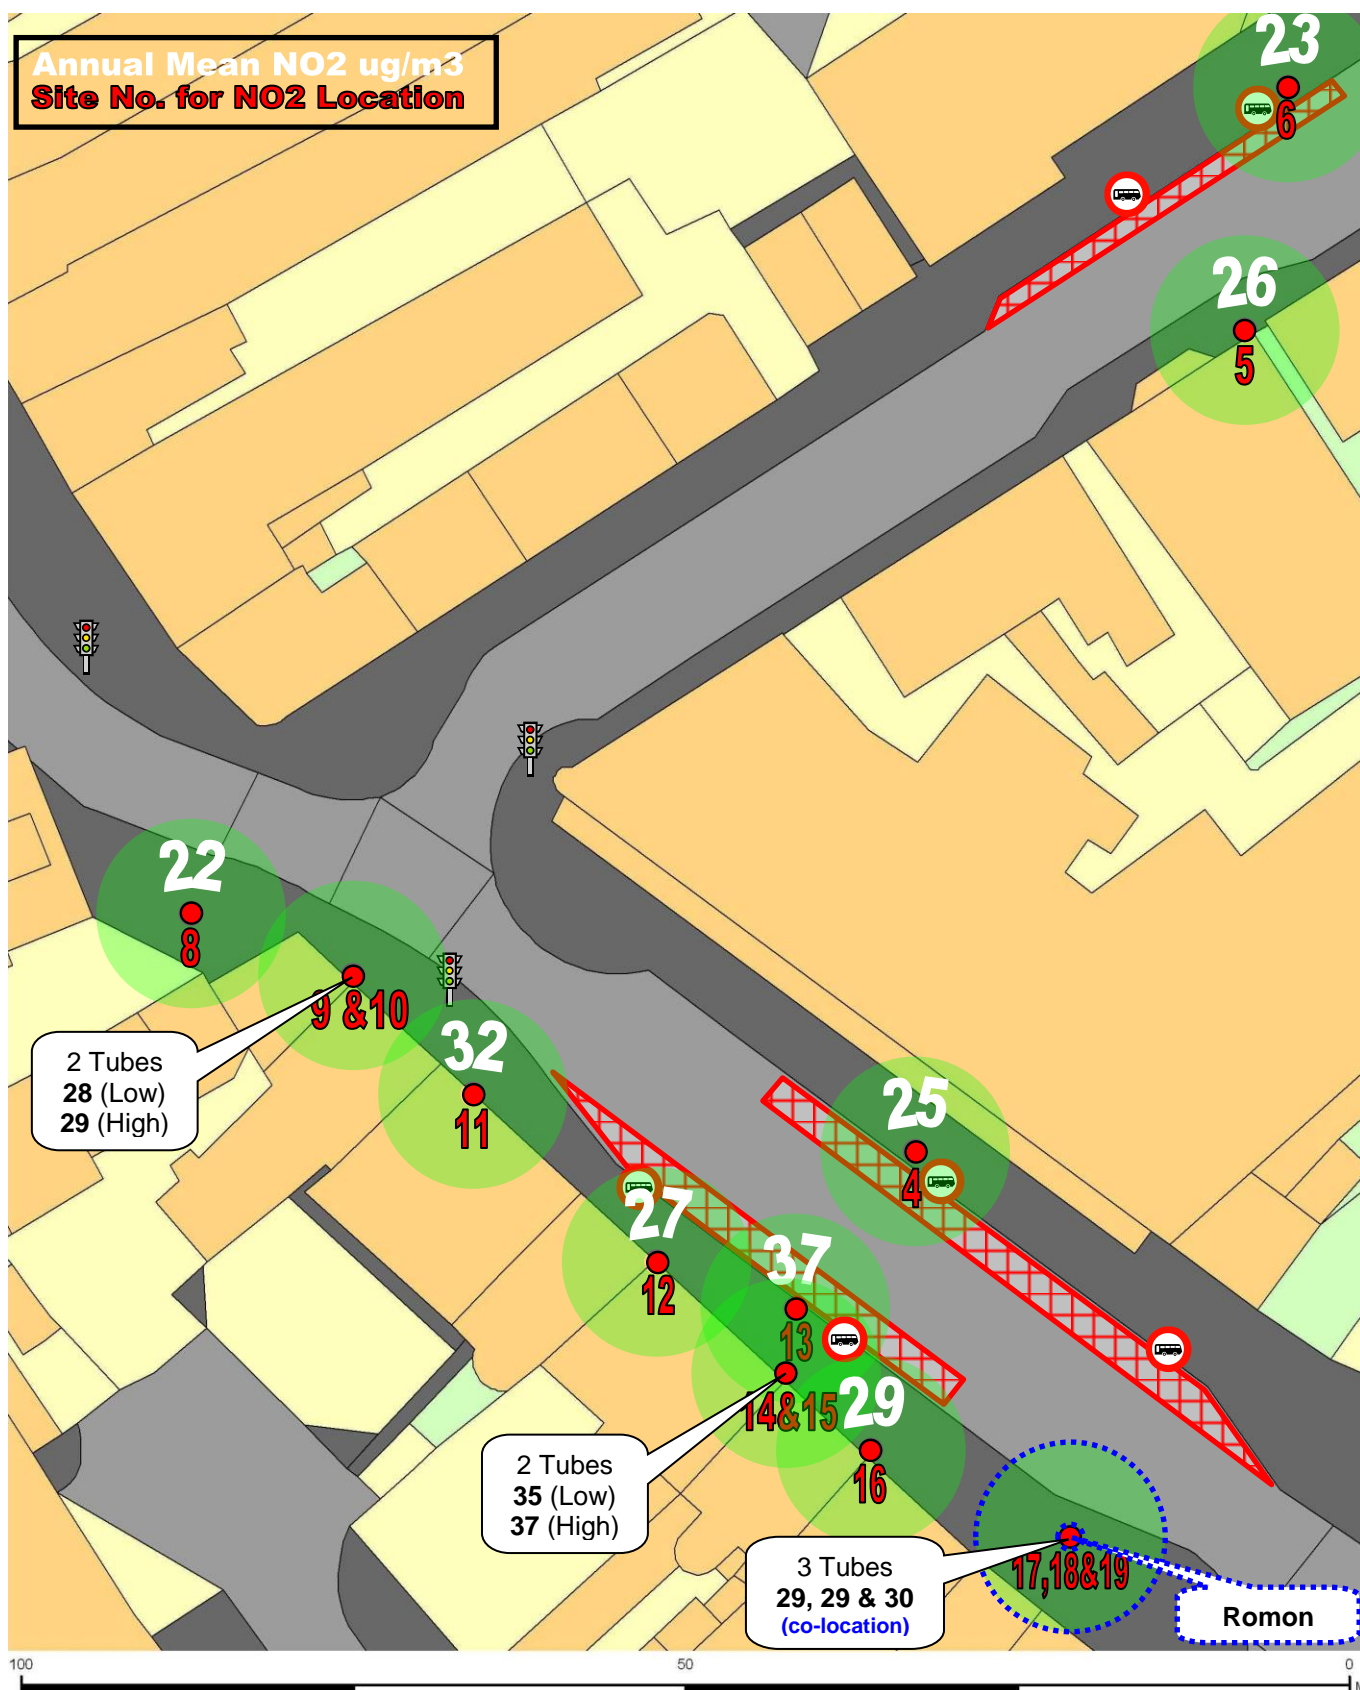 Annual Mean NO2 ug/m3
Site No. for NO2 Location
23
6
26
5
22
8
9 &10
2 Tubes
28 (Low)
29 (High)
32
11
25
4
27
12
37
13
14&15
29
16
2 Tubes
35 (Low)
37 (High)
3 Tubes
29, 29 & 30
(co-location)
17,18&19
Romon
100
50
0
M